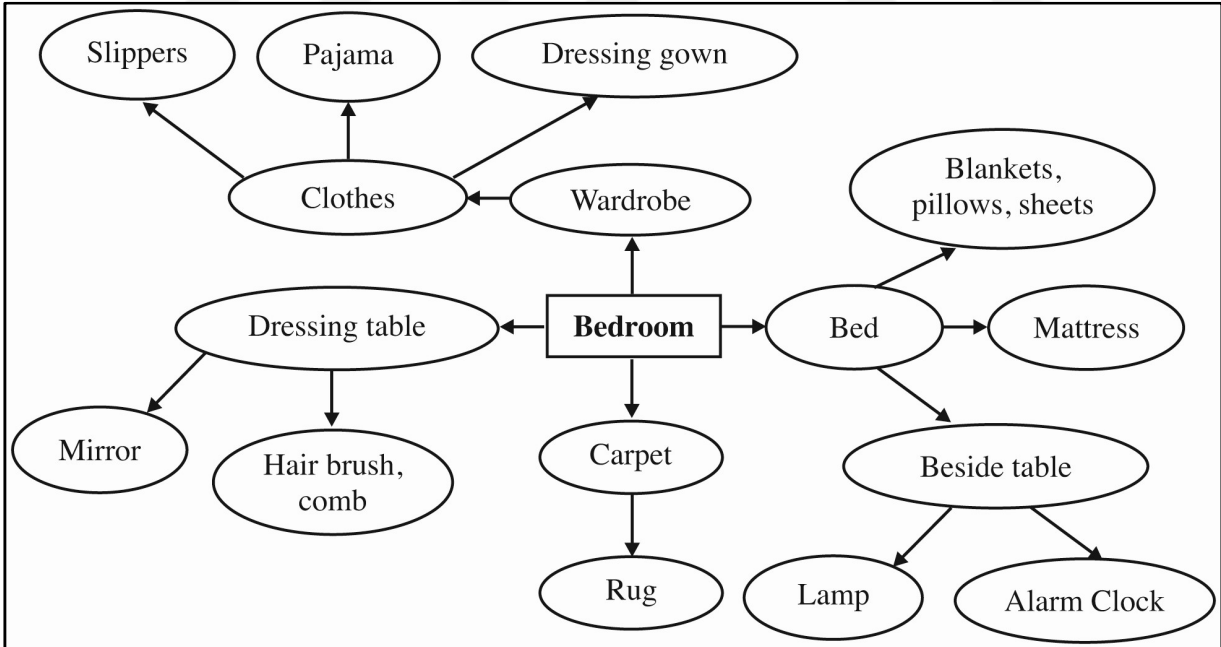 Slippers
Pajama
Dressing gown
Clothes
Wardrobe
Blankets,
pillows, sheets
Dressing table
Bedroom
Bed
Mattress
Mirror
Hair brush,
comb
Carpet
Beside table
Rug
Lamp
Alarm Clock